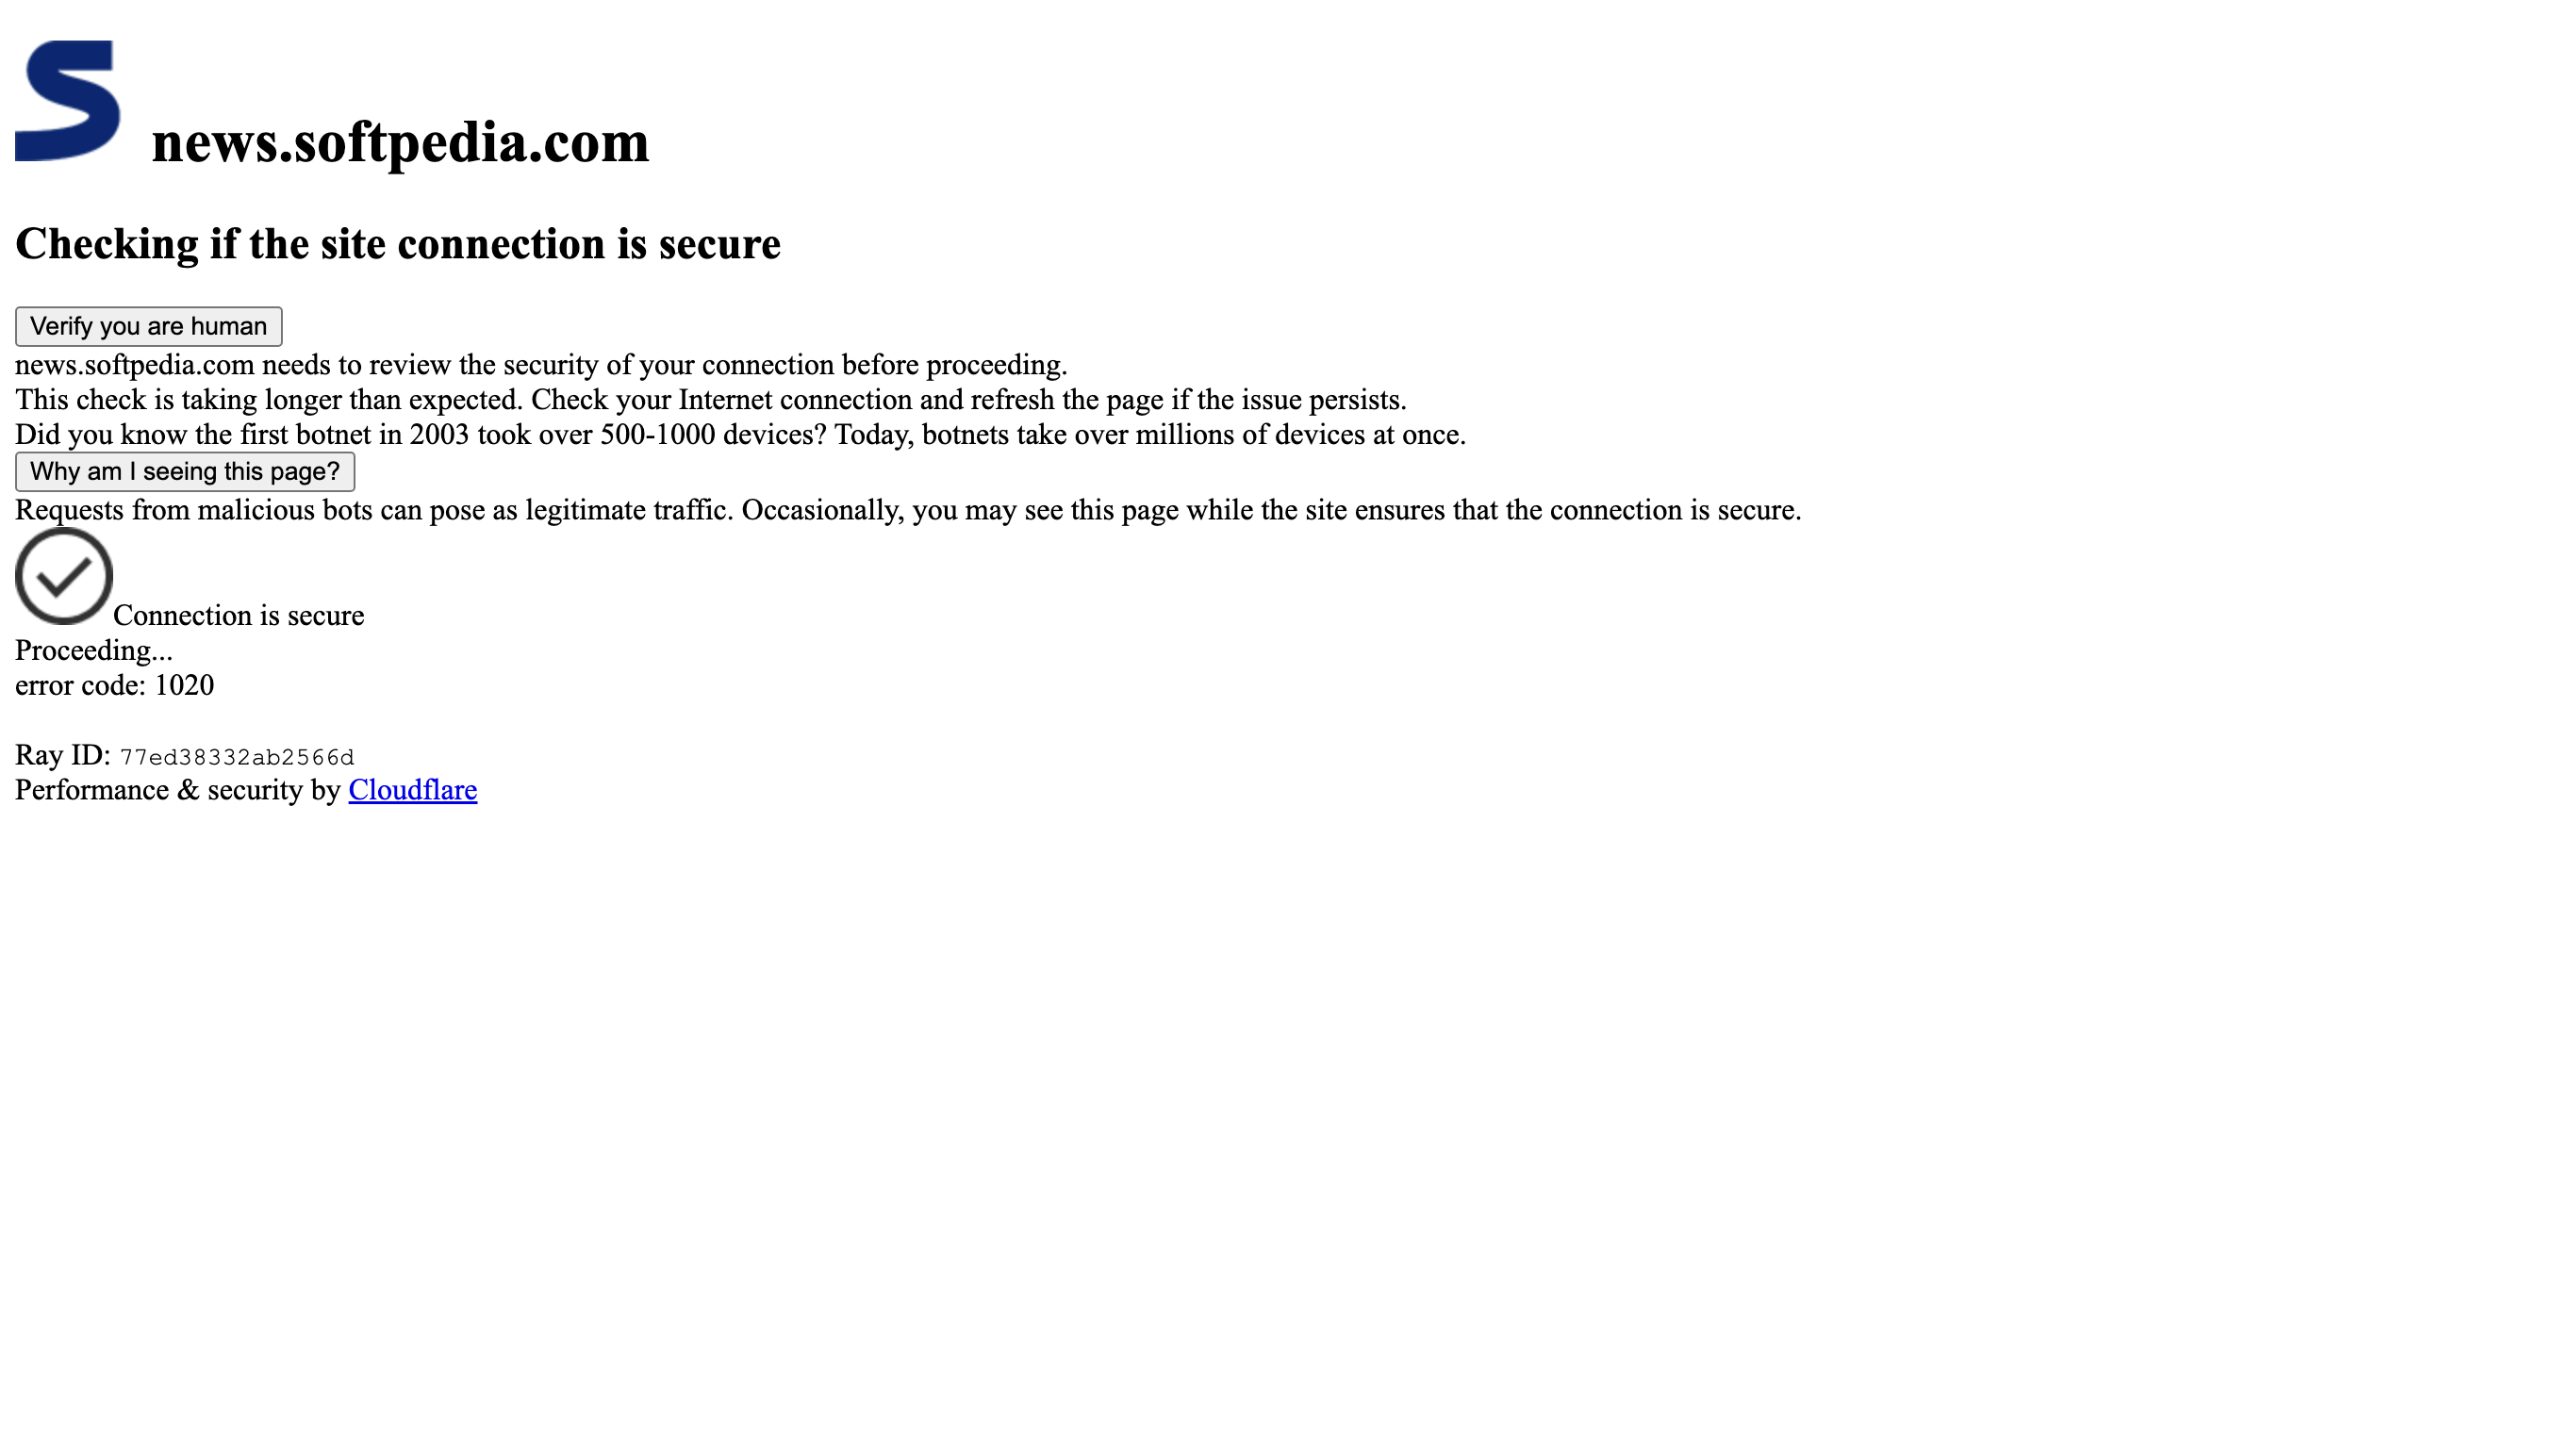 news.softpedia.com
Checking if the site connection is secure
Verify you are human
news.softpedia.com needs to review the security of your connection before proceeding.
This check is taking longer than expected. Check your Internet connection and refresh the page if the issue persists.
Did you know the first botnet in 2003 took over 500-1000 devices? Today, botnets take over millions of devices at once.
Why am I seeing this page?
Requests from malicious bots can pose as legitimate traffic. Occasionally, you may see this page while the site ensures that the connection is secure.
Connection is secure
Proceeding...
error code: 1020
Ray ID: 77ed38332ab2566d
Performance & security by Cloudflare